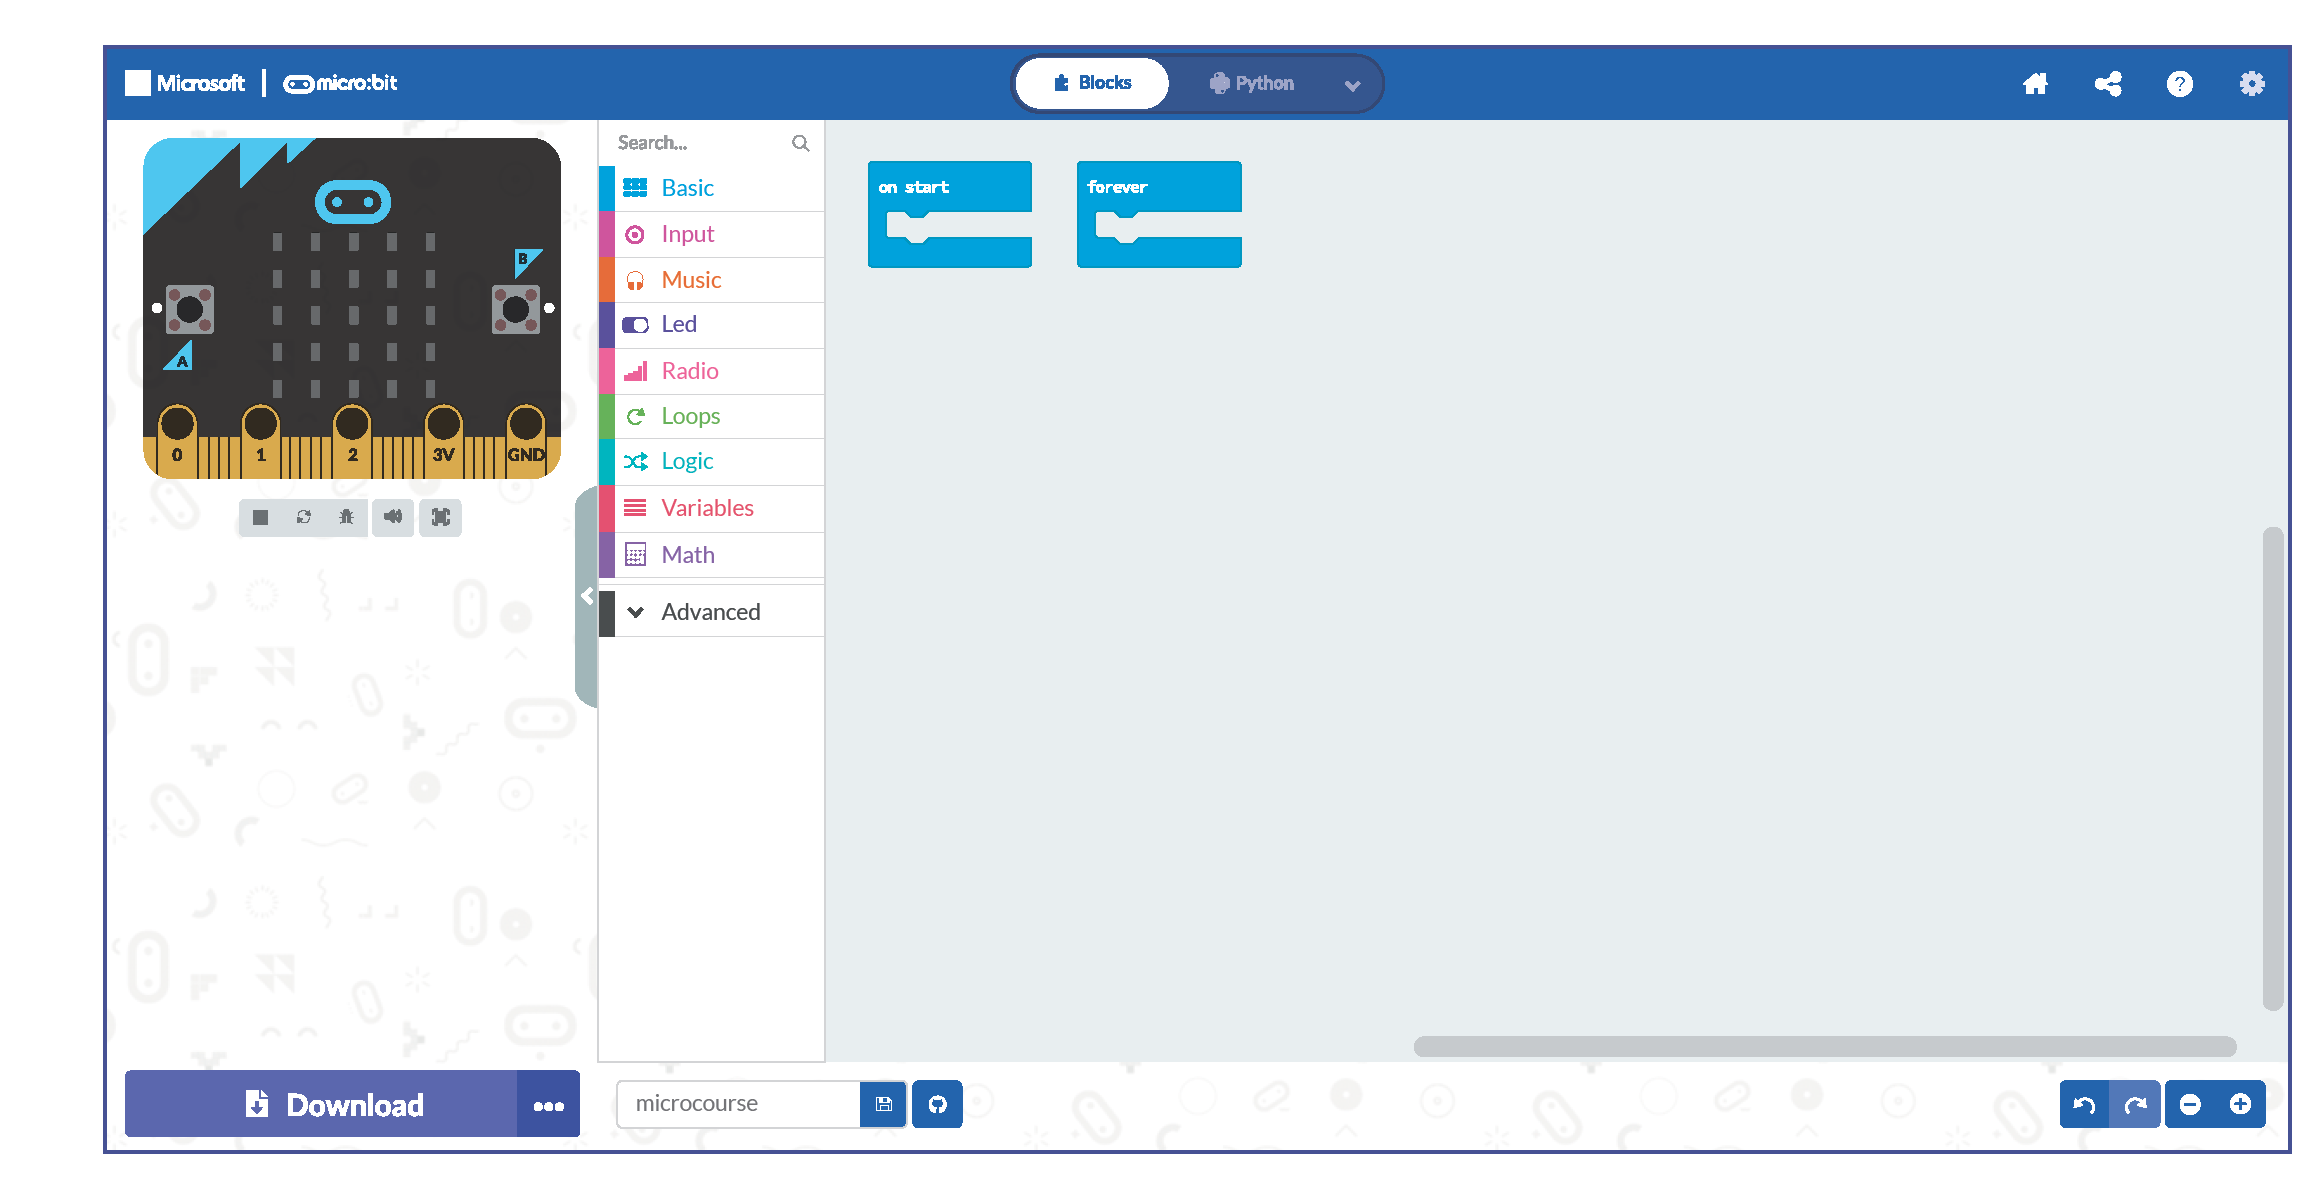 Microsoft micro:bit
Blocks
Python
?
B
A
0 1 2 3V GND
Search...
Basic
Input
Music
Led
Radio
Loops
Logic
Variables
Math
Advanced
on start
forever
Download
microcourse